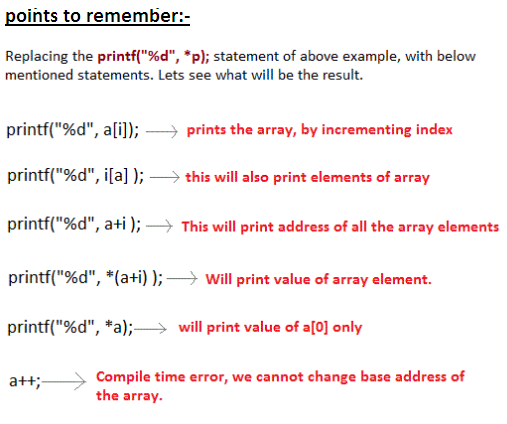 points to remember:-
Replacing the printf("%d", *p); statement of above example, with below
mentioned statements. Lets see what will be the result.
printf("%d", a[i]); → prints the array, by incrementing index
printf("%d", i[a] ); → this will also print elements of array
printf("%d", a+i ); → This will print address of all the array elements
printf("%d", *(a+i) ); → Will print value of array element.
printf("%d", *a); → will print value of a[0] only
a++; → Compile time error, we cannot change base address of
the array.